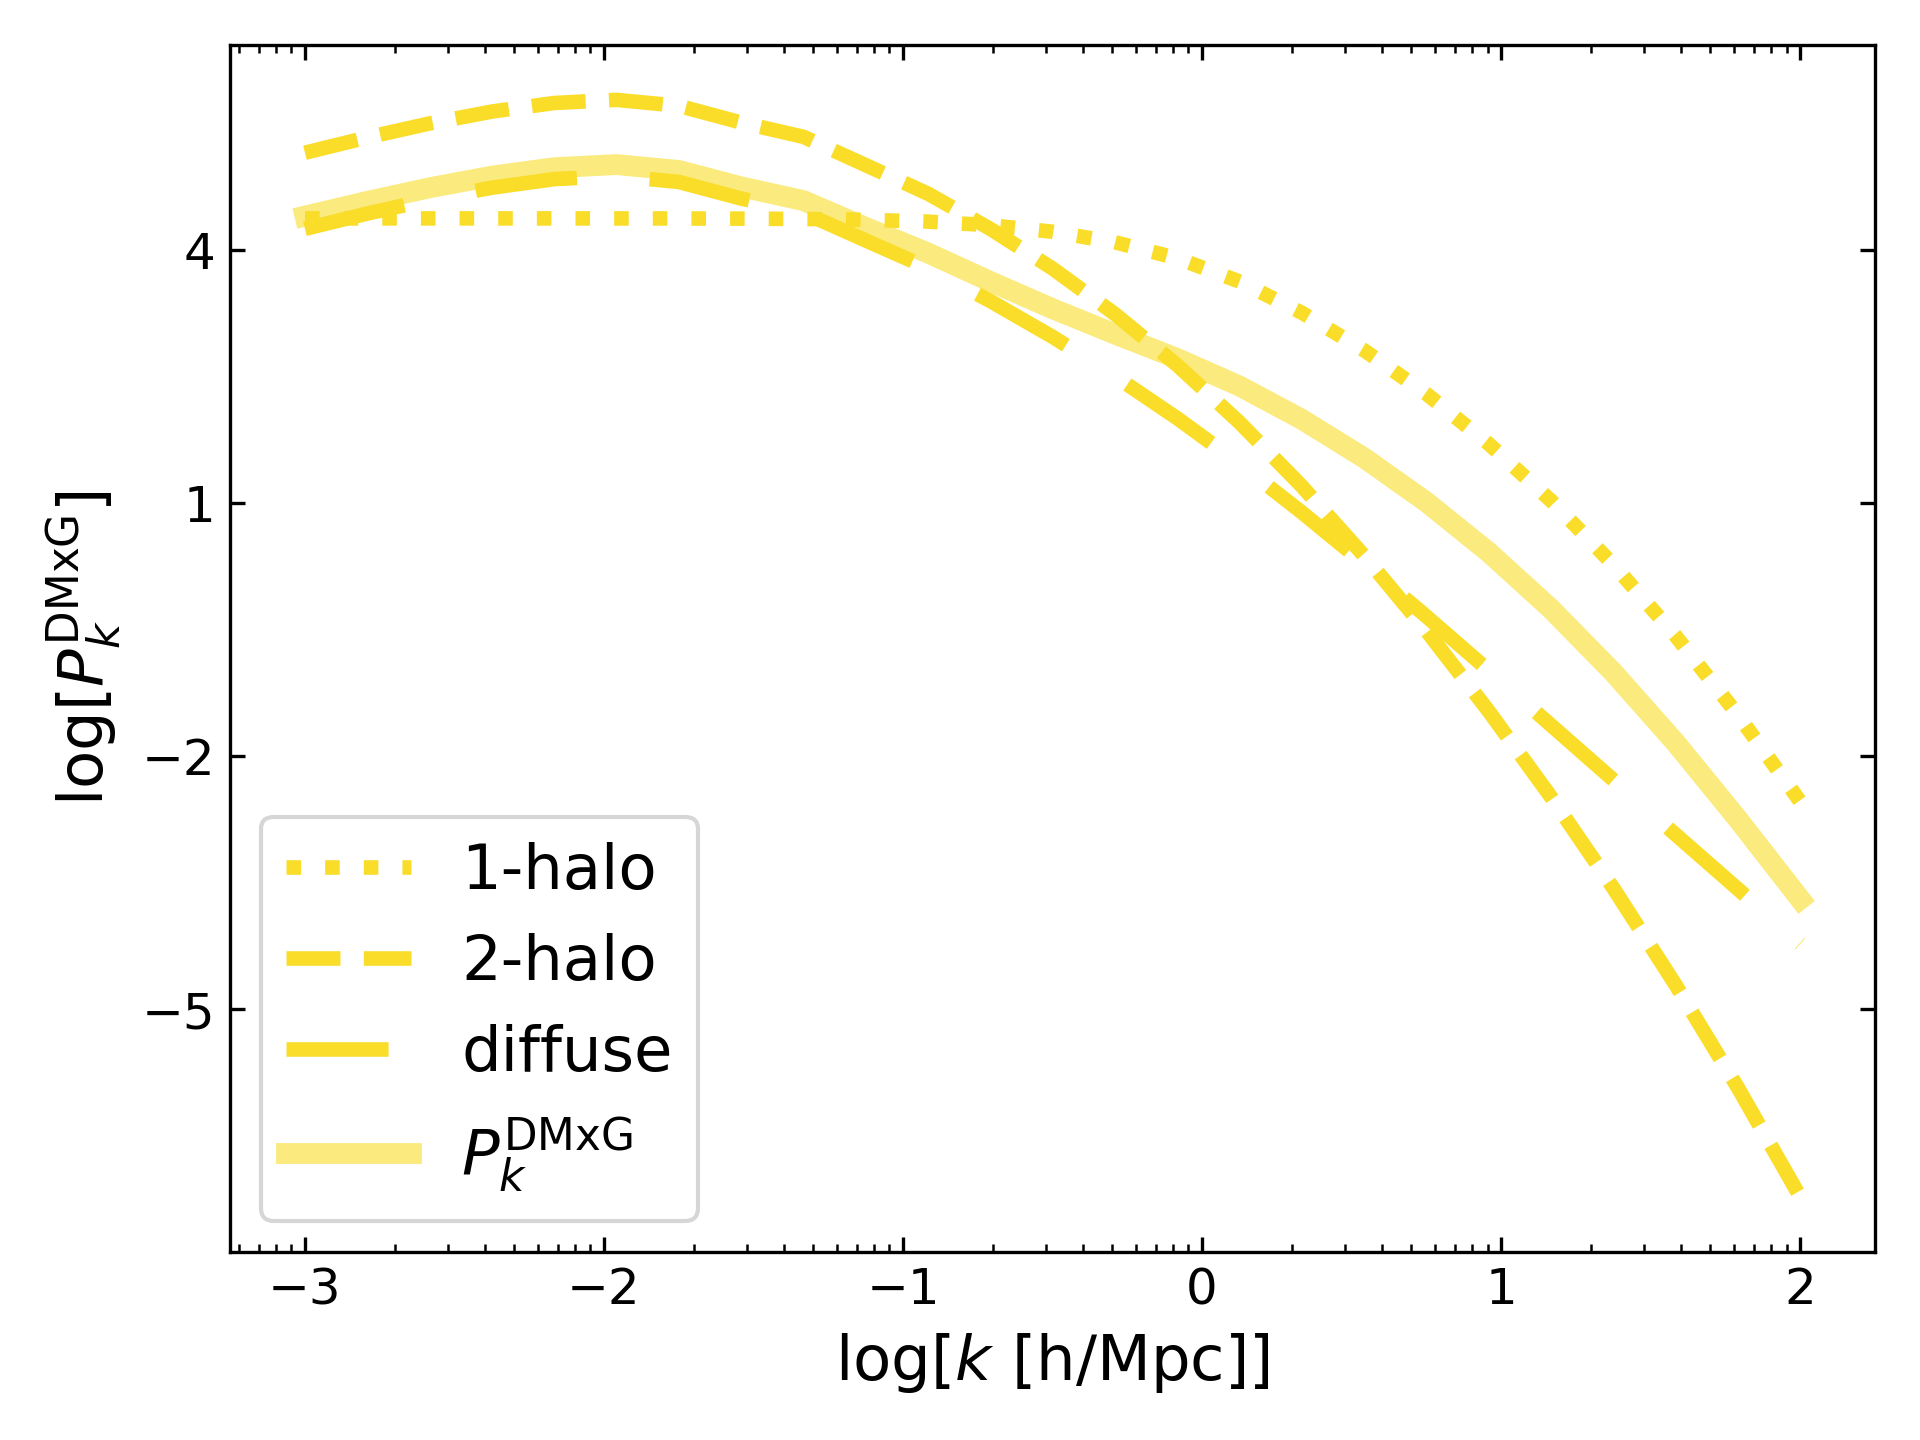 4
1
−2
−5
log[P_k^DMxG]
1-halo
2-halo
diffuse
P_k^DMxG
−3 −2 −1 0 1 2
log[k [h/Mpc]]